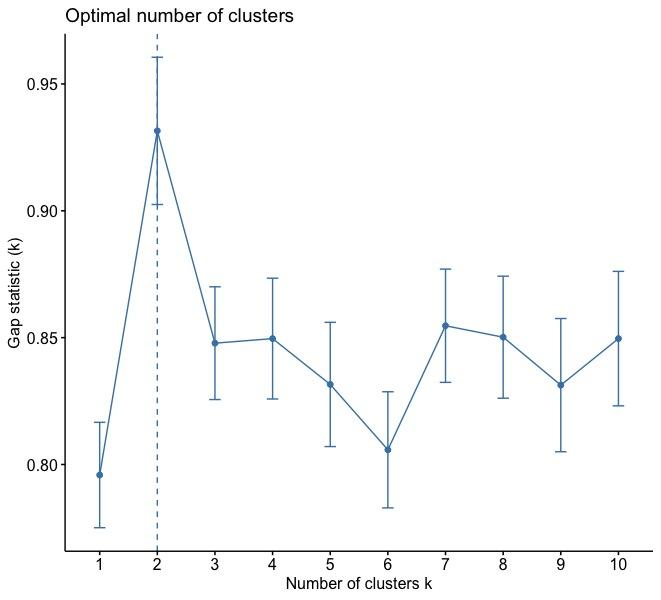 Optimal number of clusters
Gap statistic (k)
0.95
0.90
0.85
0.80
1 2 3 4 5 6 7 8 9 10
Number of clusters k